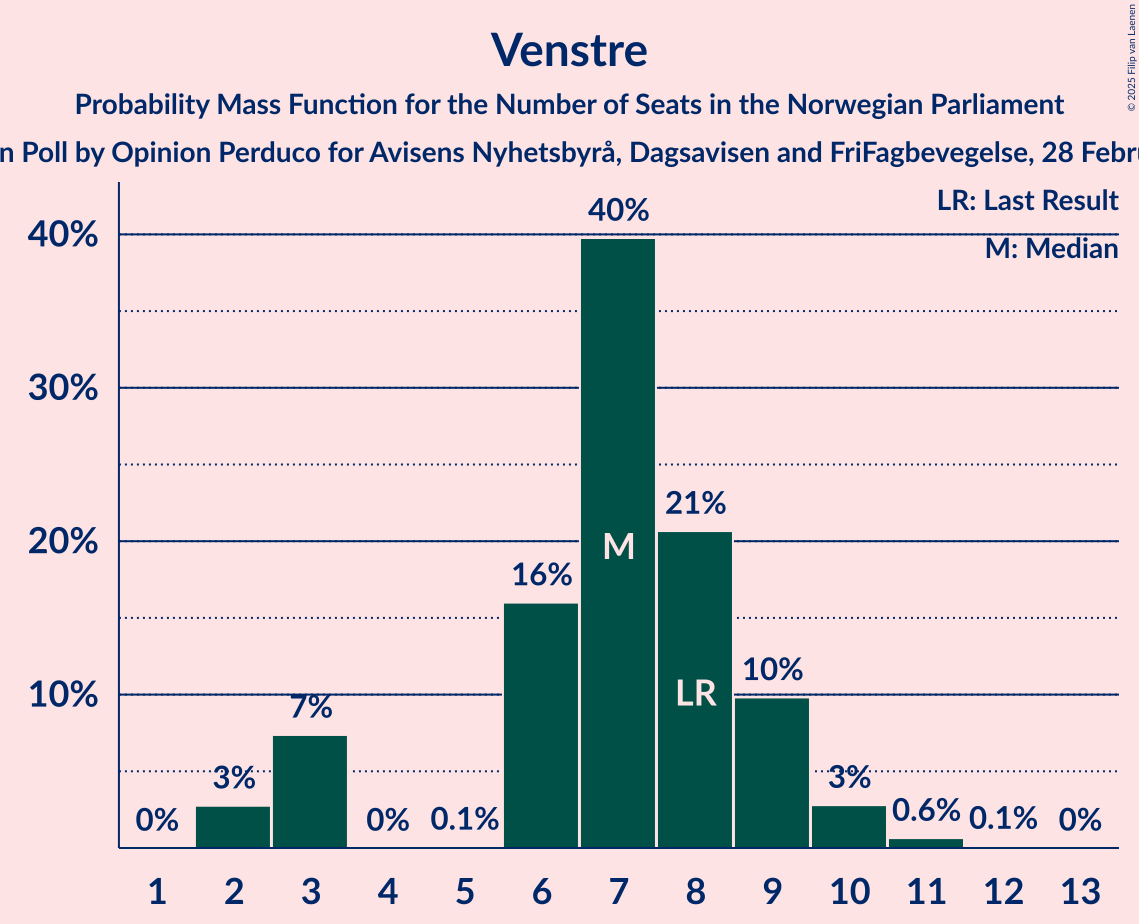 Venstre
Probability Mass Function for the Number of Seats in the Norwegian Parliament
n Poll by Opinion Perduco for Avisens Nyhetsbyrå, Dagsavisen and FriFagbevegelse, 28 Febru
© 2025 Filip van Laenen
LR: Last Result
M: Median
40%
30%
20%
10%
0%
3%
7%
0%
0.1%
16%
40%
21%
10%
3%
0.6%
0.1%
0%
M
LR
1 2 3 4 5 6 7 8 9 10 11 12 13